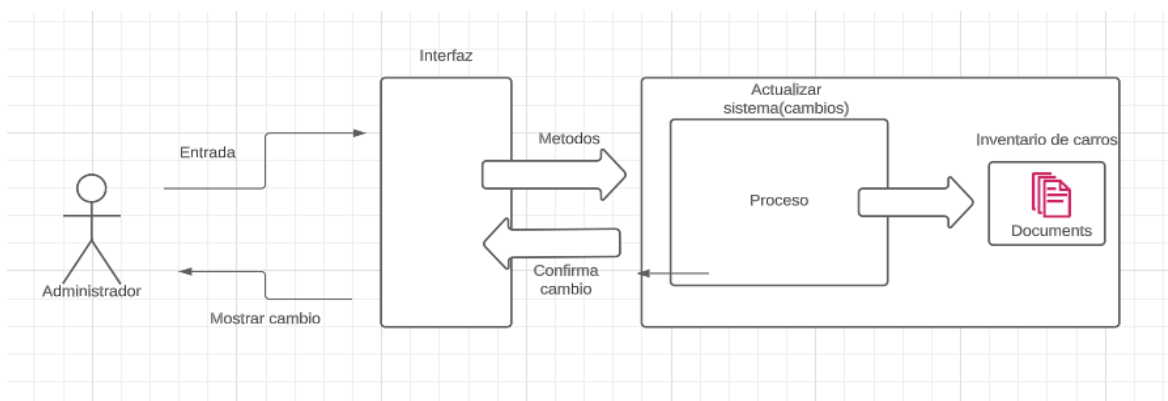 Interfaz
Actualizar
sistema(cambios)
Metodos
Entrada
Inventario de carros
Proceso
Documents
Confirma
cambio
Administrador
Mostrar cambio